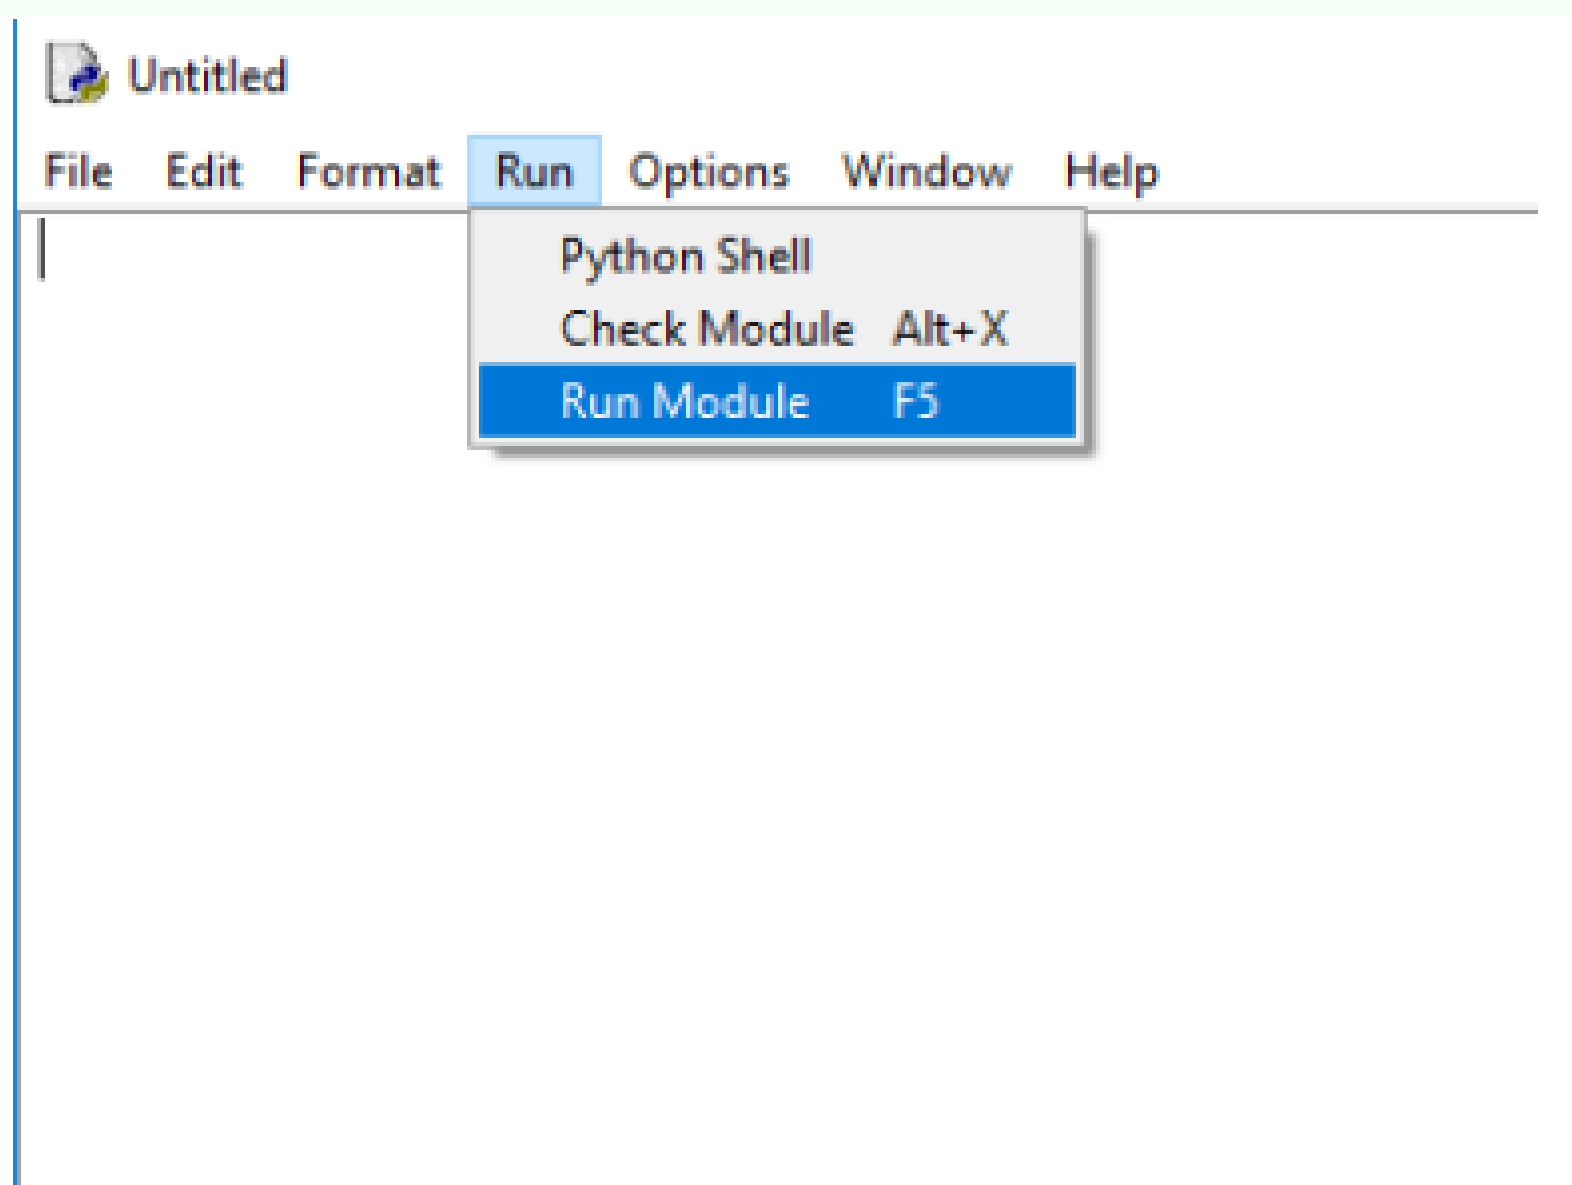 Untitled
File Edit Format Run Options Window Help
Python Shell
Check Module Alt+X
Run Module F5